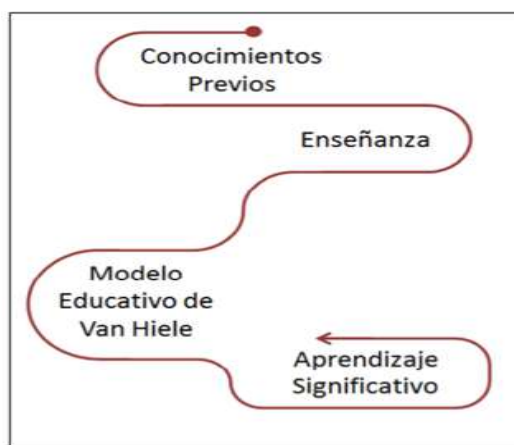 Conocimientos
Previos
Enseñanza
Modelo
Educativo de
Van Hiele
Aprendizaje
Significativo